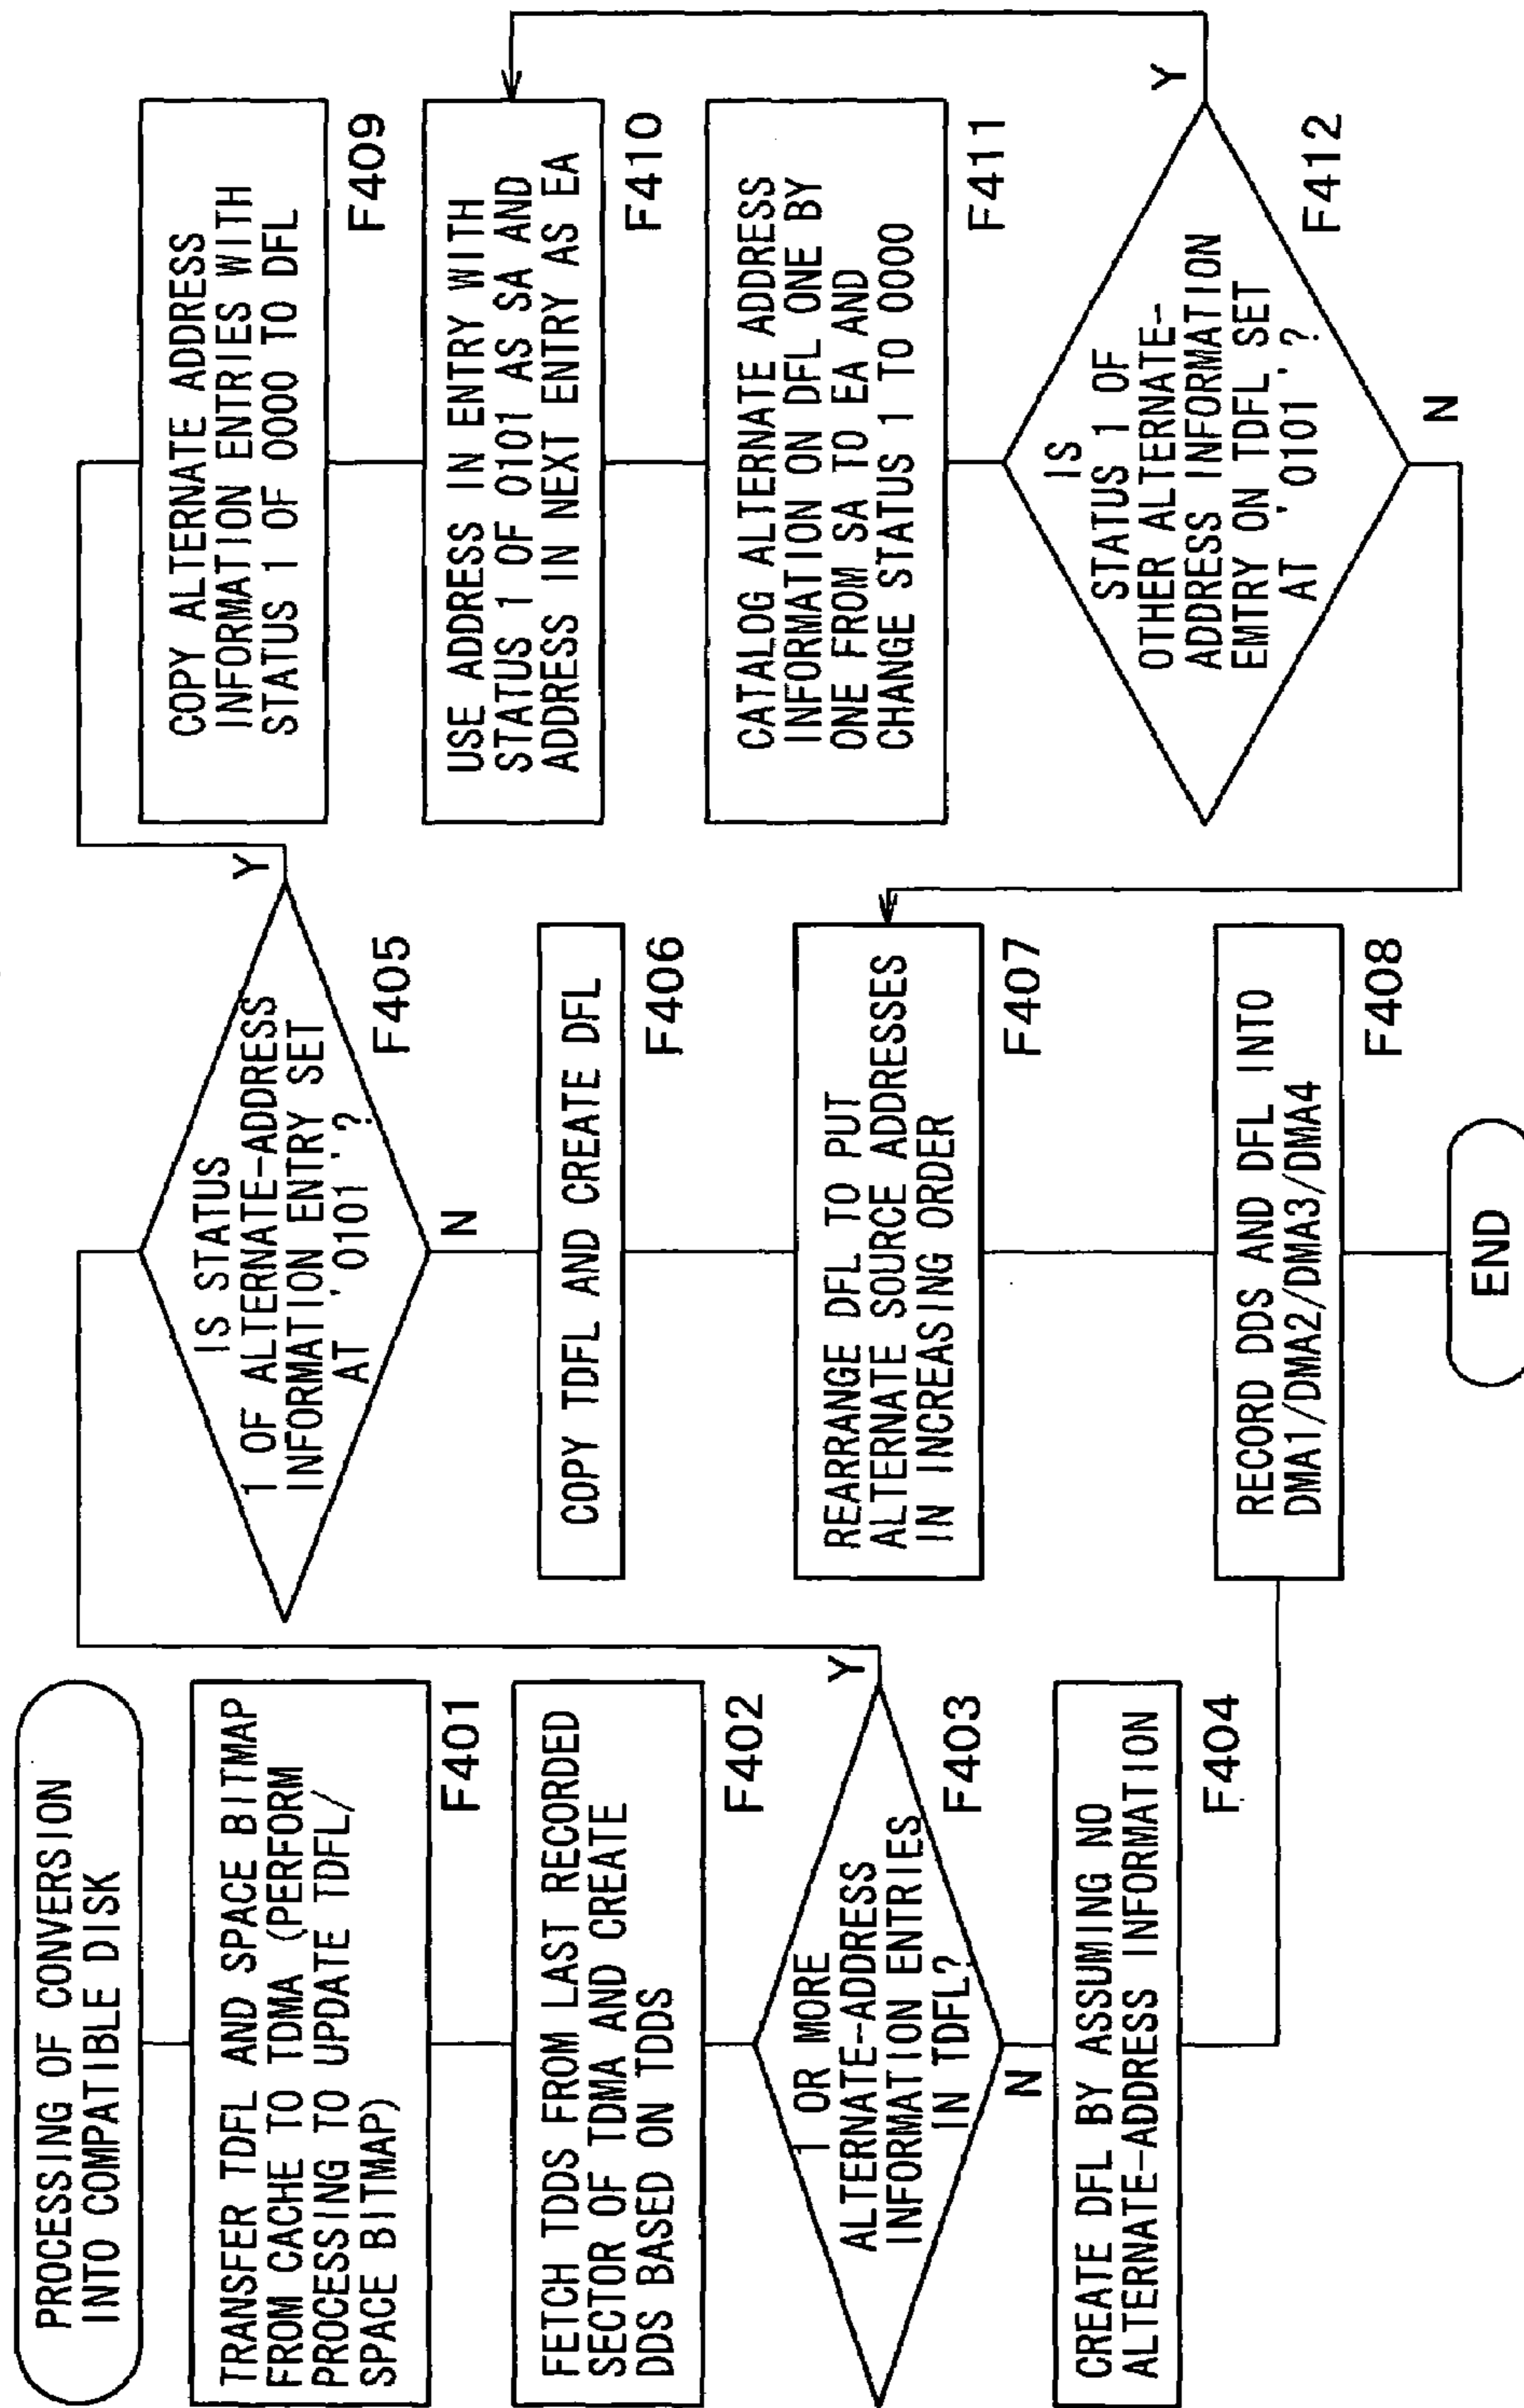 PROCESSING OF CONVERSION
INTO COMPATIBLE DISK
TRANSFER TDFL AND SPACE BITMAP
FROM CACHE TO TDMA (PERFORM
PROCESSING TO UPDATE TDFL/
SPACE BITMAP)
F401
FETCH TDDS FROM LAST RECORDED
SECTOR OF TDMA AND CREATE
DDS BASED ON TDDS
F402
1 OR MORE
ALTERNATE-ADDRESS
INFORMATION ENTRIES
IN TDFL?
Y
F403
N
CREATE DFL BY ASSUMING NO
ALTERNATE-ADDRESS INFORMATION
F404
IS STATUS
1 OF ALTERNATE-ADDRESS
INFORMATION ENTRY SET
AT '0101'?
Y
F405
N
COPY TDFL AND CREATE DFL
F406
REARRANGE DFL TO PUT
ALTERNATE SOURCE ADDRESSES
IN INCREASING ORDER
F407
RECORD DDS AND DFL INTO
DMA1/DMA2/DMA3/DMA4
F408
END
COPY ALTERNATE ADDRESS
INFORMATION ENTRIES WITH
STATUS 1 OF 0000 TO DFL
F409
USE ADDRESS IN ENTRY WITH
STATUS 1 OF 0101 AS SA AND
ADDRESS IN NEXT ENTRY AS EA
F410
CATALOG ALTERNATE ADDRESS
INFORMATION ON DFL ONE BY
ONE FROM SA TO EA AND
CHANGE STATUS 1 TO 0000
F411
IS
STATUS 1 OF
OTHER ALTERNATE-
ADDRESS INFORMATION
EMTRY ON TDFL SET
AT '0101'?
Y
F412
N